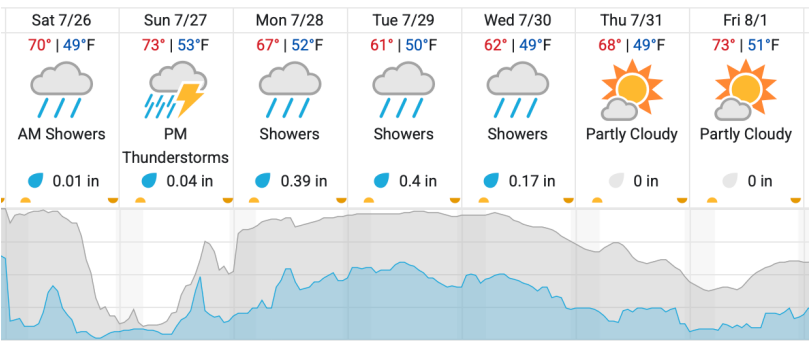 Sat 7/26 Sun 7/27 Mon 7/28 Tue 7/29 Wed 7/30 Thu 7/31 Fri 8/1
70° | 49°F 73° | 53°F 67° | 52°F 61° | 50°F 62° | 49°F 68° | 49°F 73° | 51°F
AM Showers PM Showers Showers Showers Partly Cloudy Partly Cloudy
Thunderstorms
0.01 in 0.04 in 0.39 in 0.4 in 0.17 in 0 in 0 in